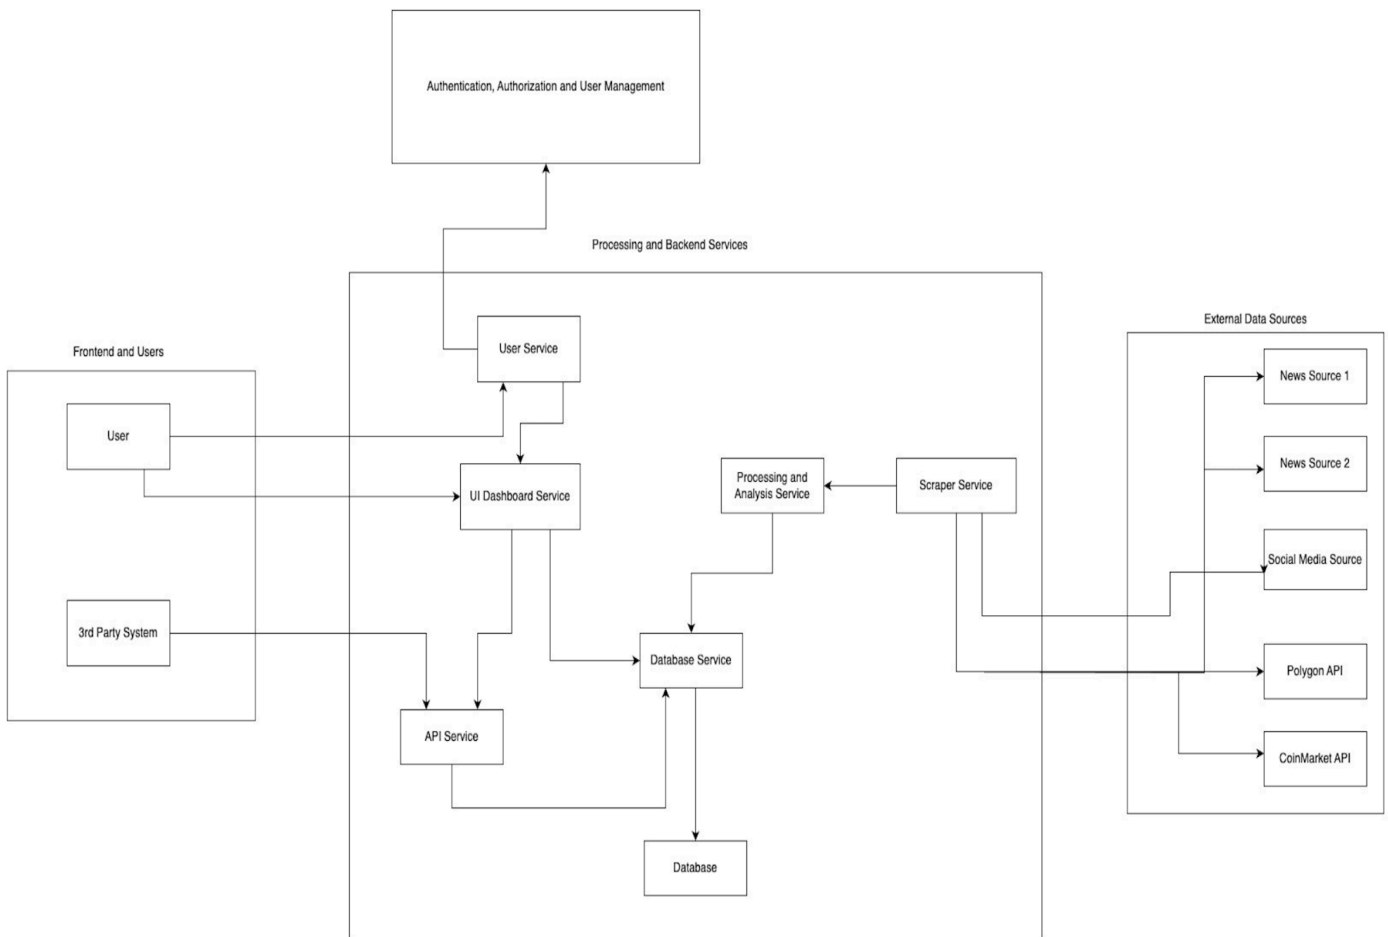 Authentication, Authorization and User Management
Processing and Backend Services
External Data Sources
Frontend and Users
User Service
News Source 1
User
News Source 2
UI Dashboard Service
Processing and
Analysis Service
Scraper Service
Social Media Source
3rd Party System
Database Service
Polygon API
API Service
CoinMarket API
Database